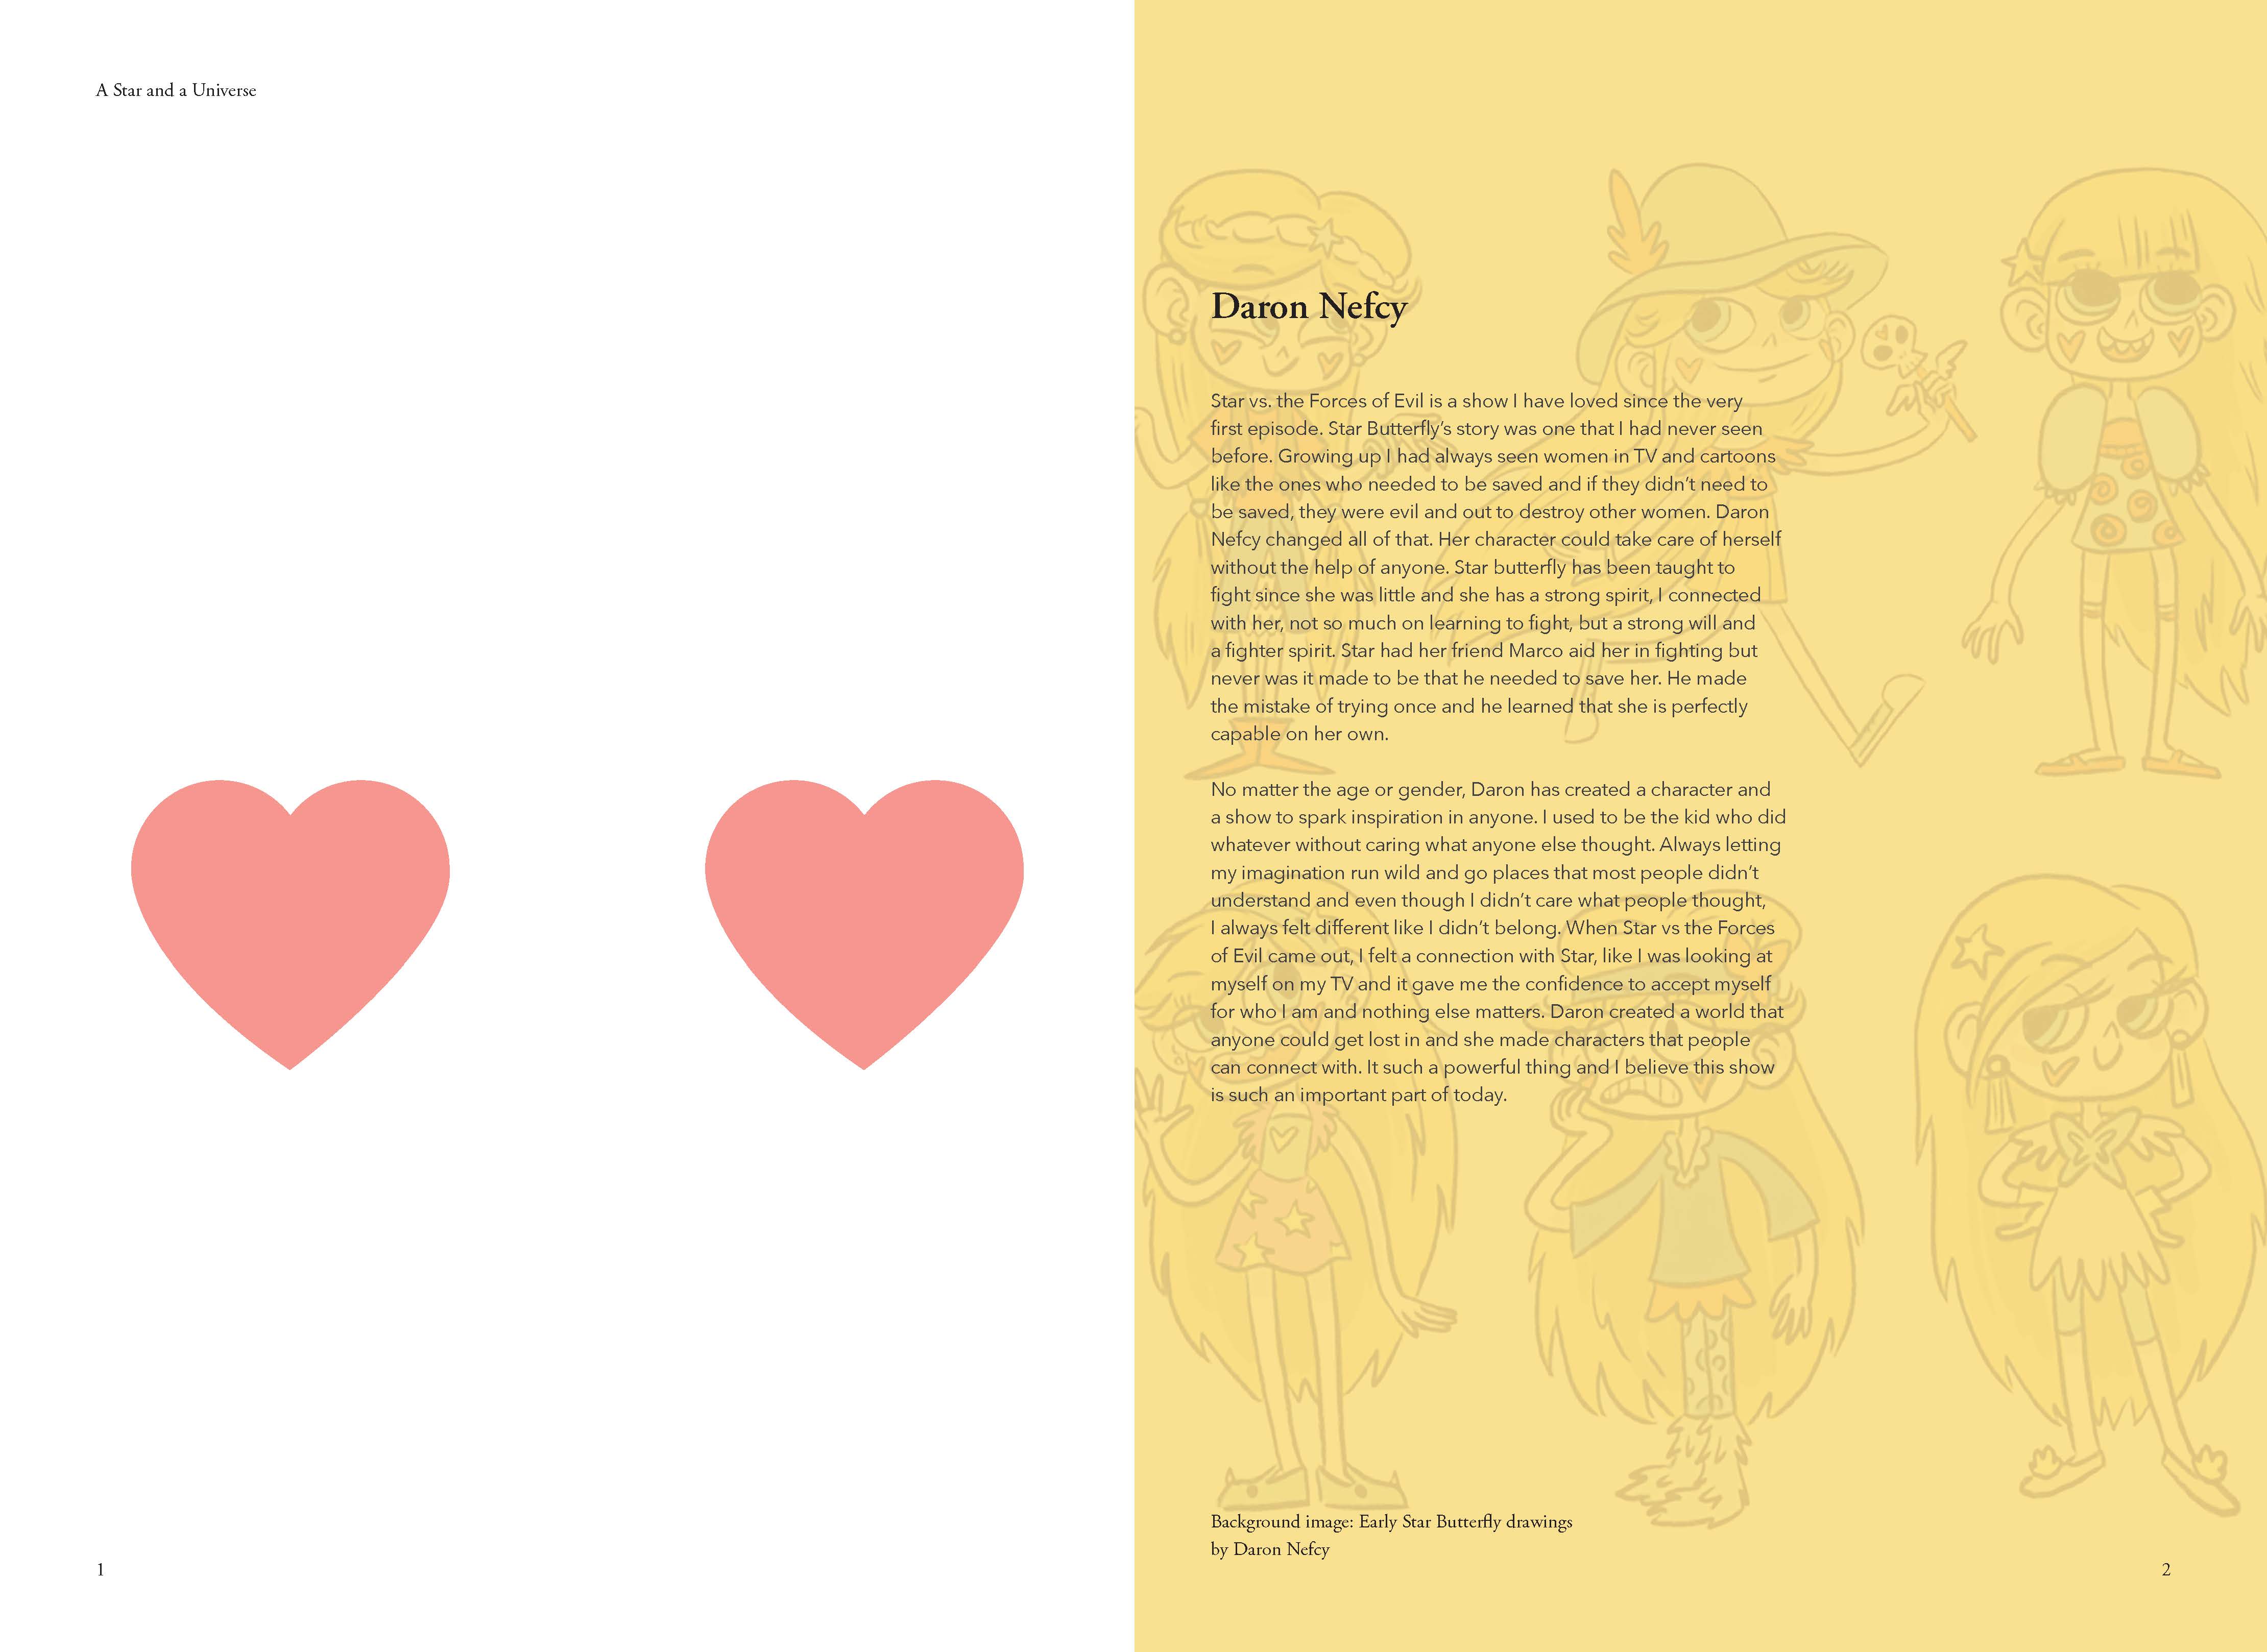 A Star and a Universe
1
Daron Nefcy
Star vs. the Forces of Evil is a show I have loved since the very
first episode. Star Butterfly’s story was one that I had never seen
before. Growing up I had always seen women in TV and cartoons
like the ones who needed to be saved and if they didn’t need to
be saved, they were evil and out to destroy other women. Daron
Nefcy changed all of that. Her character could take care of herself
without the help of anyone. Star butterfly has been taught to
fight since she was little and she has a strong spirit, I connected
with her, not so much on learning to fight, but a strong will and
a fighter spirit. Star had her friend Marco aid her in fighting but
never was it made to be that he needed to save her. He made
the mistake of trying once and he learned that she is perfectly
capable on her own.
No matter the age or gender, Daron has created a character and
a show to spark inspiration in anyone. I used to be the kid who did
whatever without caring what anyone else thought. Always letting
my imagination run wild and go places that most people didn’t
understand and even though I didn’t care what people thought,
I always felt different like I didn’t belong. When Star vs the Forces
of Evil came out, I felt a connection with Star, like I was looking at
myself on my TV and it gave me the confidence to accept myself
for who I am and nothing else matters. Daron created a world that
anyone could get lost in and she made characters that people
can connect with. It such a powerful thing and I believe this show
is such an important part of today.
Background image: Early Star Butterfly drawings
by Daron Nefcy
2